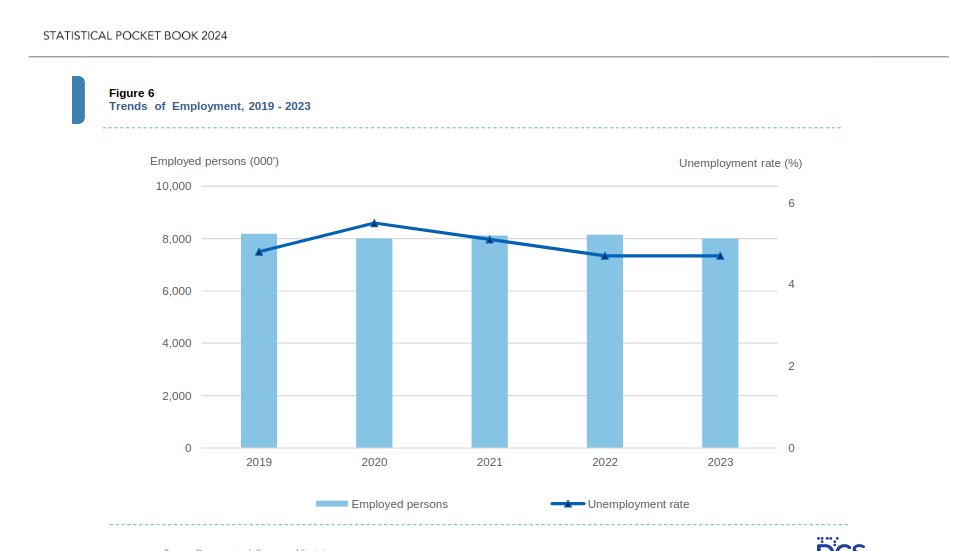 STATISTICAL POCKET BOOK 2024
Figure 6
Trends of Employment, 2019 - 2023
Employed persons (000')
Unemployment rate (%)
10,000
8,000
6,000
4,000
2,000
0
6
4
2
0
2019 2020 2021 2022 2023
Employed persons Unemployment rate
DCS